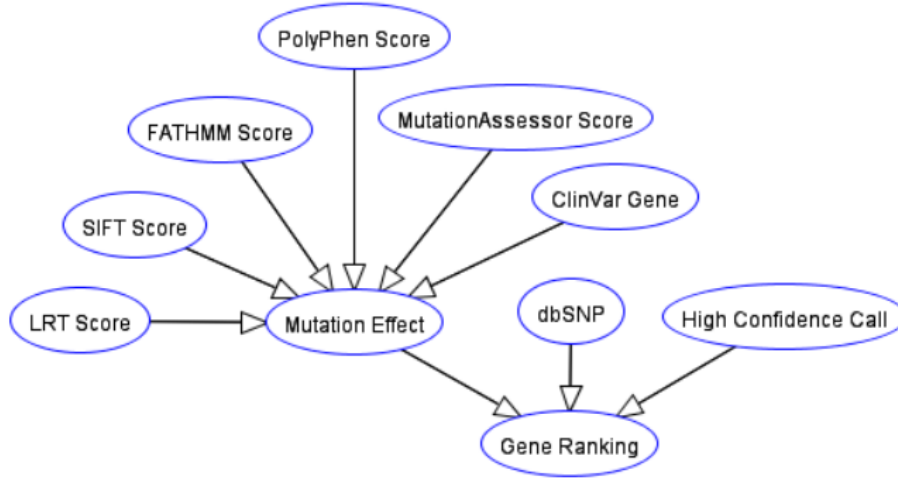 PolyPhen Score
FATHMM Score
MutationAssessor Score
ClinVar Gene
SIFT Score
LRT Score
Mutation Effect
dbSNP
High Confidence Call
Gene Ranking